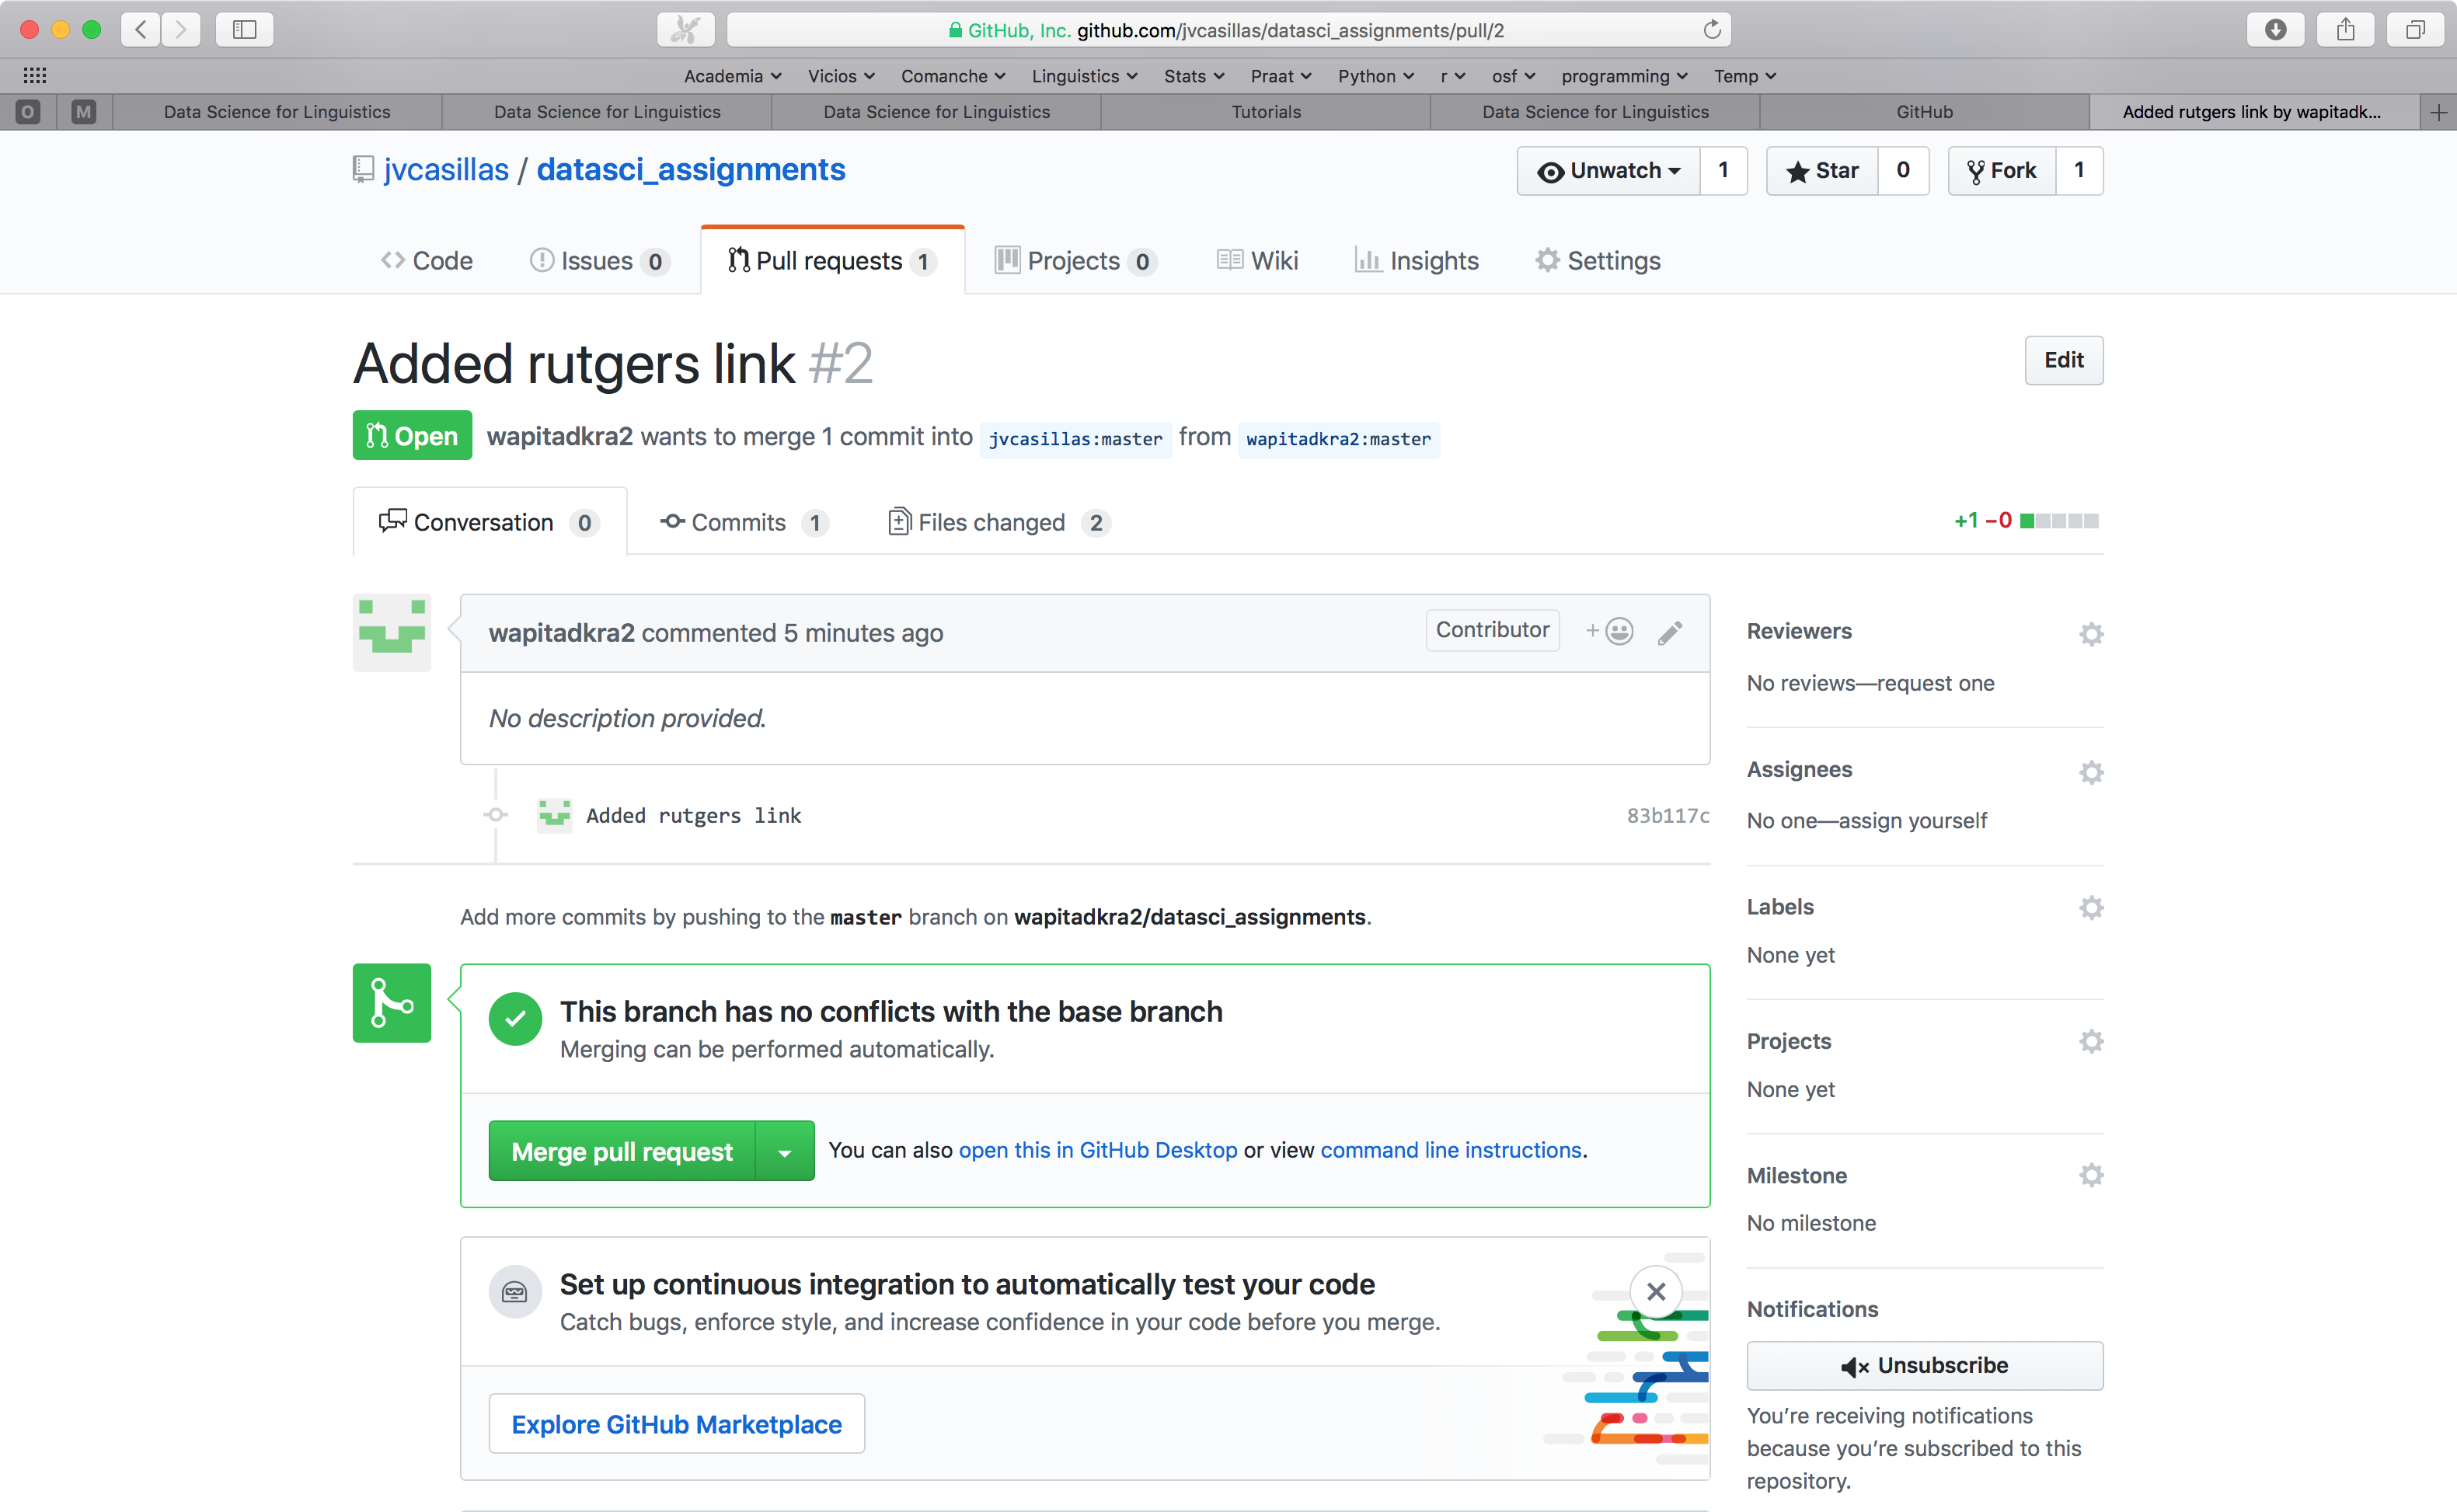 GitHub, Inc. github.com/jvcasillas/datasci_assignments/pull/2
Academia Vicios Comanche Linguistics Stats Praat Python r osf programming Temp
O M Data Science for Linguistics Data Science for Linguistics Data Science for Linguistics Tutorials Data Science for Linguistics GitHub Added rutgers link by wapitadk...
jvcasillas / datasci_assignments
Unwatch 1 Star 0 Fork 1
Code Issues 0 Pull requests 1 Projects 0 Wiki Insights Settings
Added rutgers link #2
Edit
Open wapitadkra2 wants to merge 1 commit into jvcasillas:master from wapitadkra2:master
Conversation 0 Commits 1 Files changed 2
+1 −0
wapitadkra2 commented 5 minutes ago
Contributor
No description provided.
Added rutgers link 83b117c
Add more commits by pushing to the master branch on wapitadkra2/datasci_assignments.
This branch has no conflicts with the base branch
Merging can be performed automatically.
Merge pull request You can also open this in GitHub Desktop or view command line instructions.
Set up continuous integration to automatically test your code
Catch bugs, enforce style, and increase confidence in your code before you merge.
Explore GitHub Marketplace
Reviewers
No reviews—request one
Assignees
No one—assign yourself
Labels
None yet
Projects
None yet
Milestone
No milestone
Notifications
Unsubscribe
You’re receiving notifications
because you’re subscribed to this
repository.